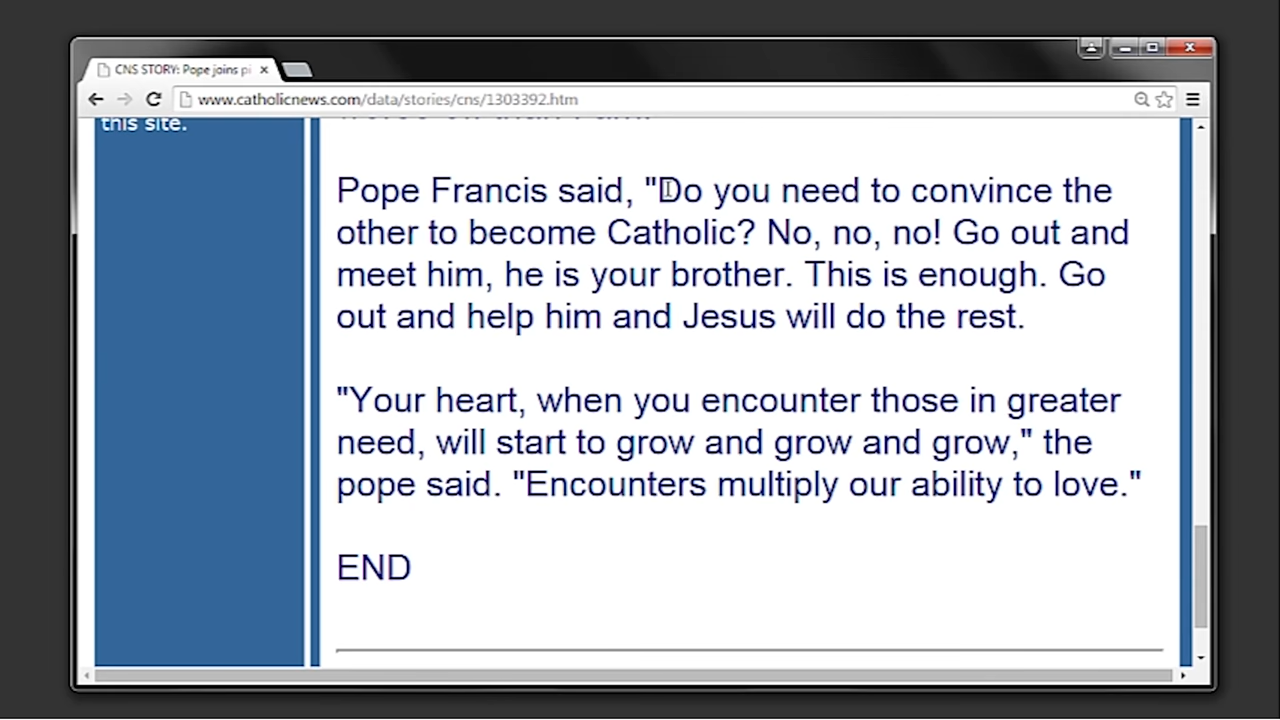 CNS STORY: Pope joins pi
www.catholicnews.com/data/stories/cns/1303392.htm
this site.
Pope Francis said, "Do you need to convince the
other to become Catholic? No, no, no! Go out and
meet him, he is your brother. This is enough. Go
out and help him and Jesus will do the rest.
"Your heart, when you encounter those in greater
need, will start to grow and grow and grow," the
pope said. "Encounters multiply our ability to love."
END